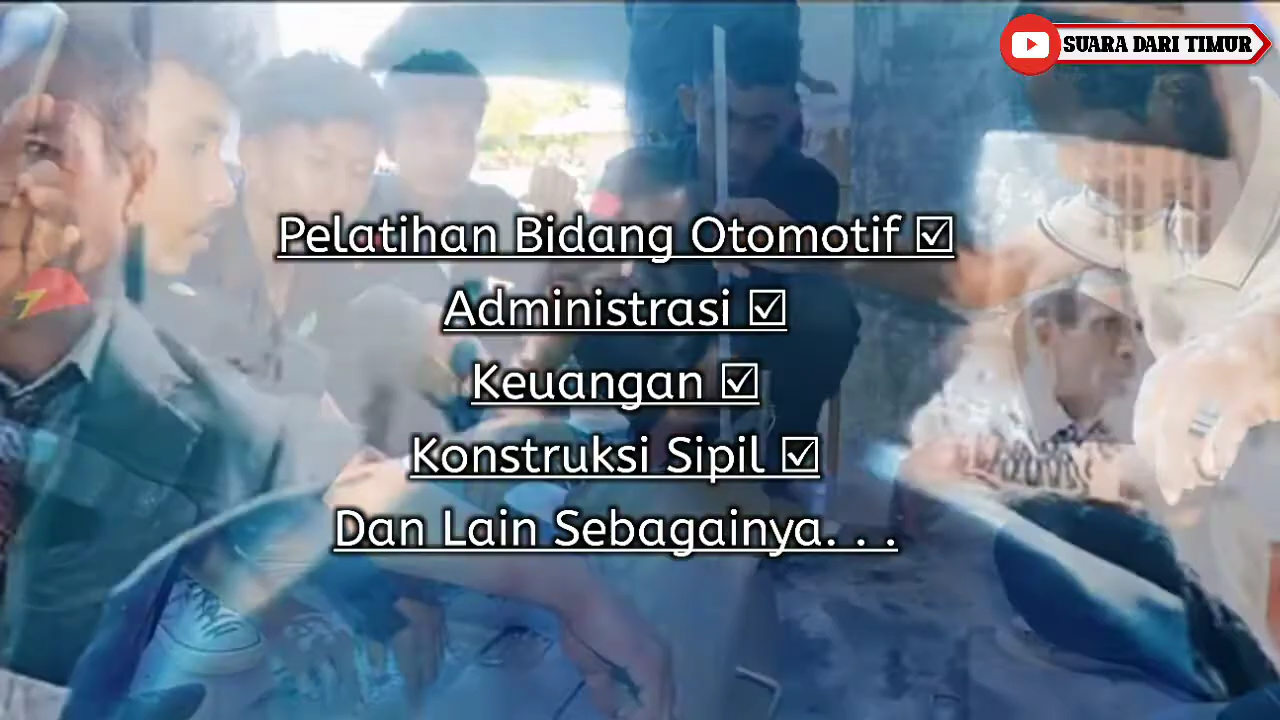 SUARA DARI TIMUR
Pelatihan Bidang Otomotif ☑
Administrasi ☑
Keuangan ☑
Konstruksi Sipil ☑
Dan Lain Sebagainya. . .